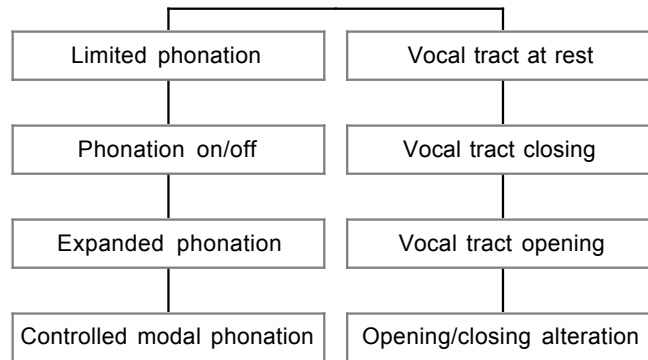 Limited phonation
Vocal tract at rest
Phonation on/off
Vocal tract closing
Expanded phonation
Vocal tract opening
Controlled modal phonation
Opening/closing alteration